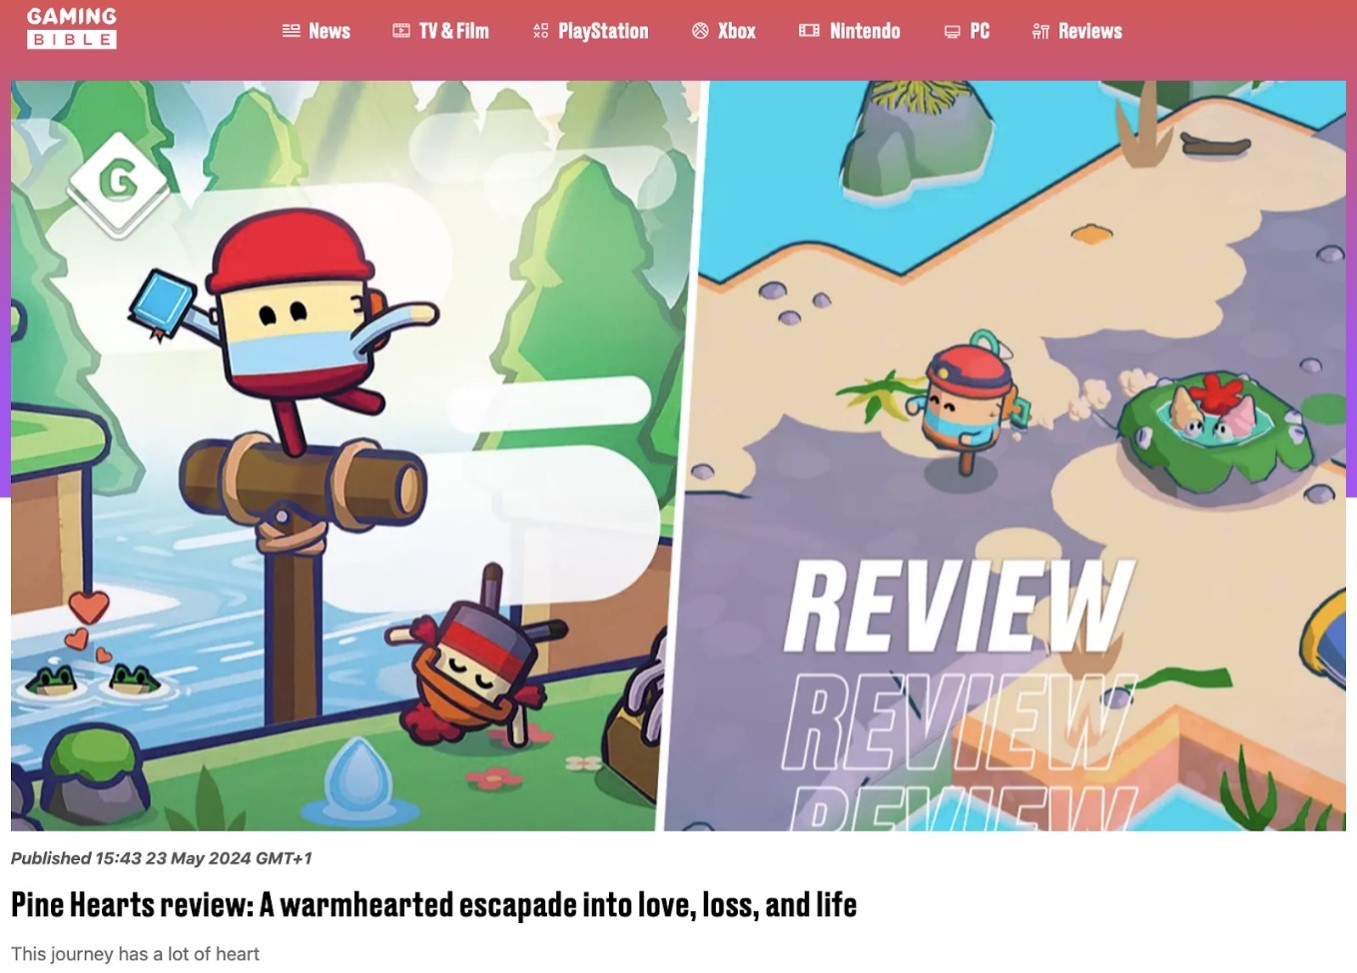 GAMING
BIBLE
News
TV & Film
PlayStation
Xbox
Nintendo
PC
Reviews
G
REVIEW
REVIEW
REVIEW
Published 15:43 23 May 2024 GMT+1
Pine Hearts review: A warmhearted escapade into love, loss, and life
This journey has a lot of heart